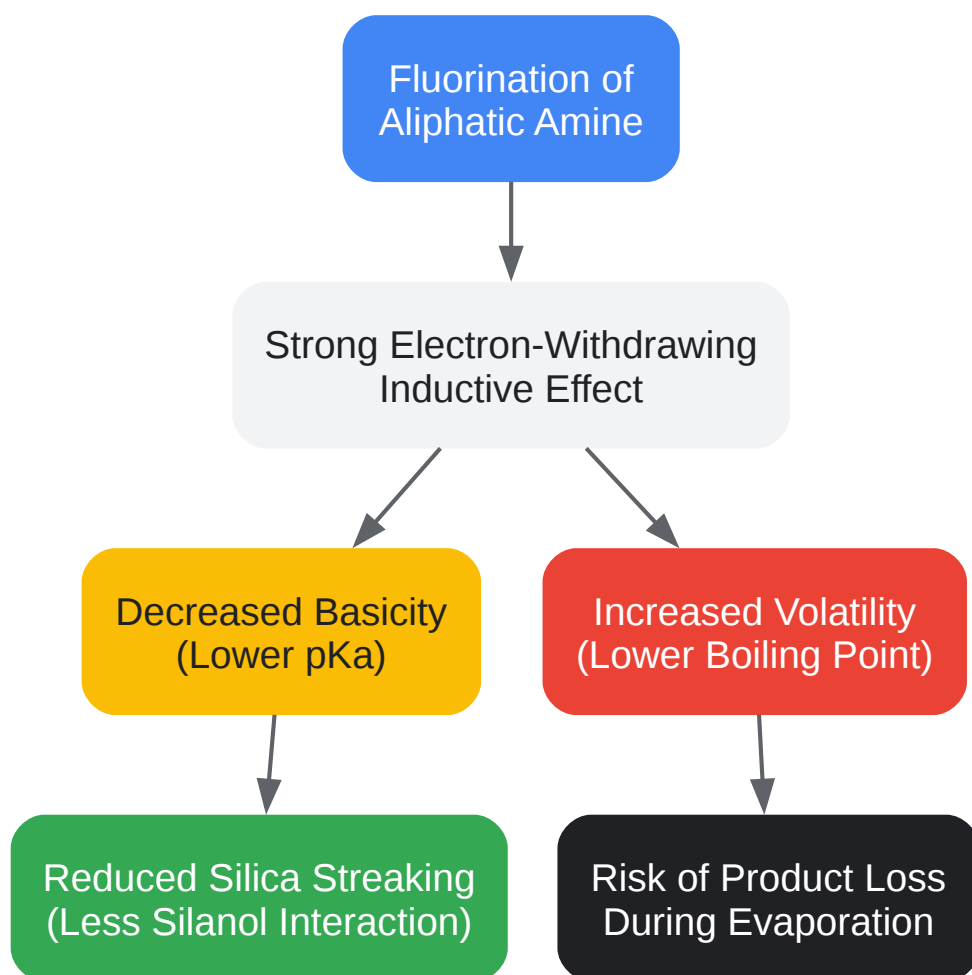 Fluorination of
Aliphatic Amine
Strong Electron-Withdrawing
Inductive Effect
Decreased Basicity
(Lower pKa)
Increased Volatility
(Lower Boiling Point)
Reduced Silica Streaking
(Less Silanol Interaction)
Risk of Product Loss
During Evaporation